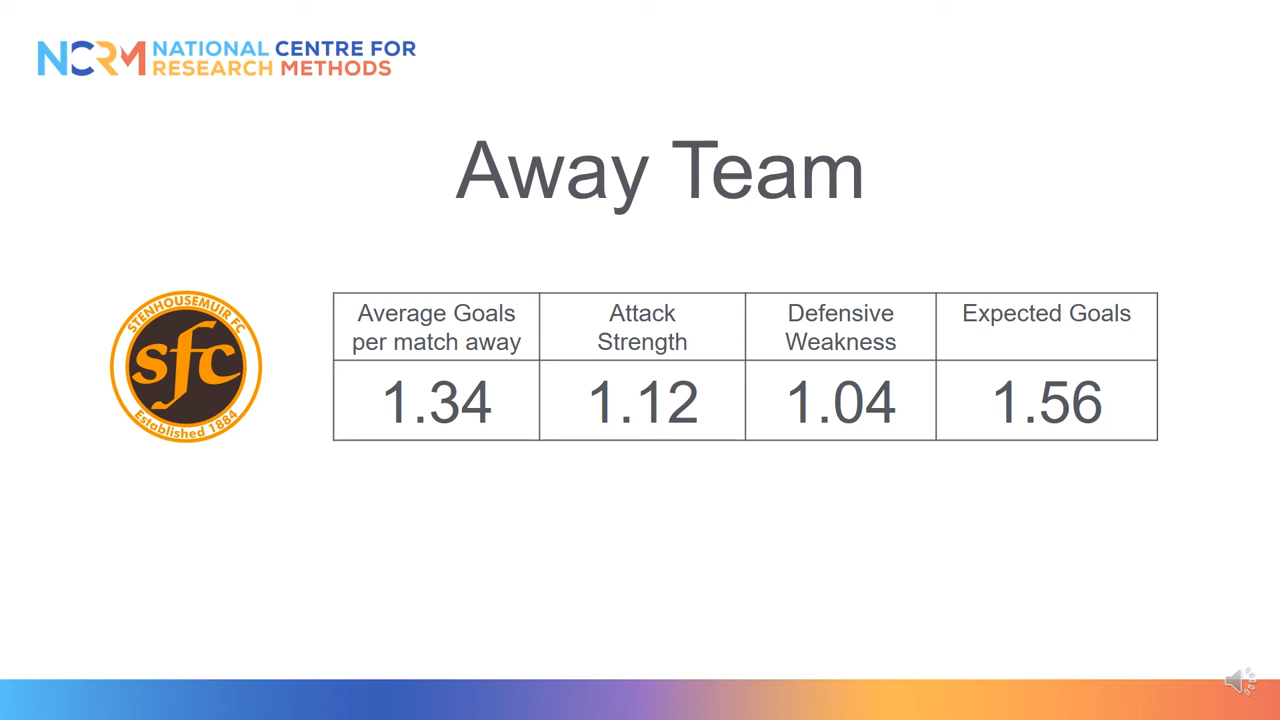 NCRM NATIONAL CENTRE FOR
RESEARCH METHODS
Away Team
STENHOUSEMUIR FC
sfc
Established 1884
Average Goals
per match away
Attack
Strength
Defensive
Weakness
Expected Goals
1.34
1.12
1.04
1.56